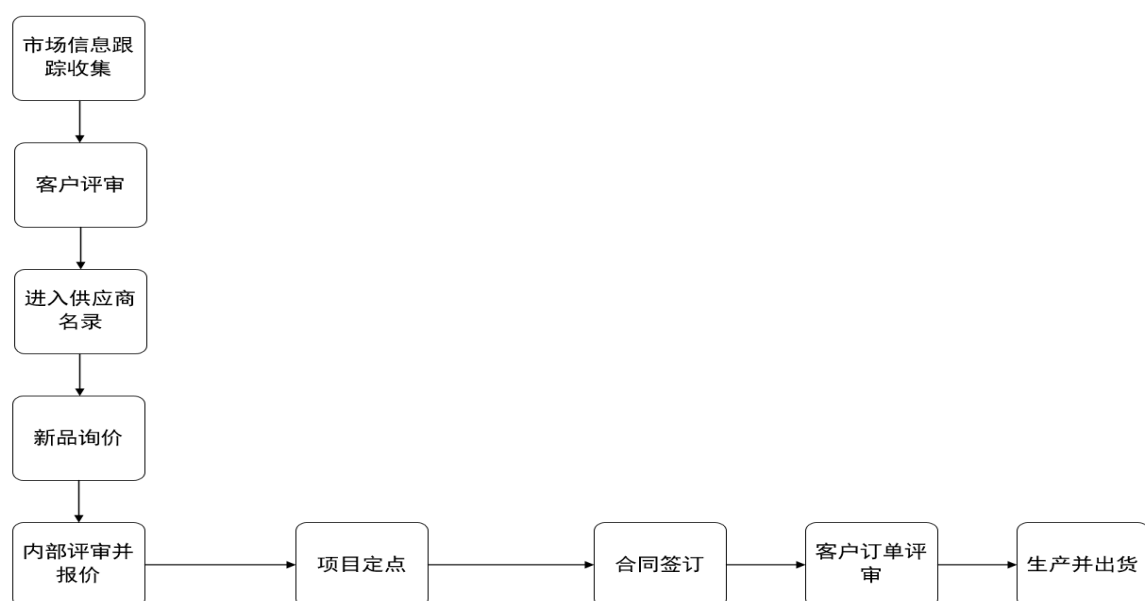 市场信息跟
踪收集
客户评审
进入供应商
名录
新品询价
内部评审并
报价
项目定点
合同签订
客户订单评
审
生产并出货